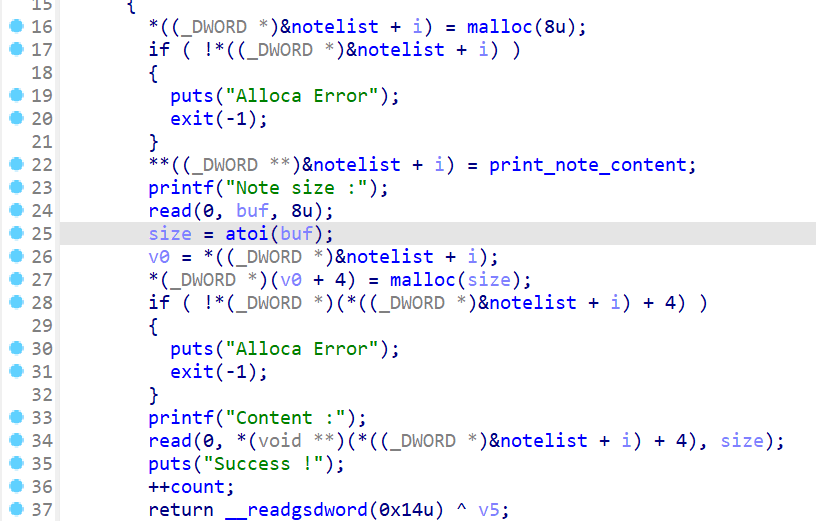 15 {
16 *((_DWORD *)&notelist + i) = malloc(8u);
17 if ( !*((_DWORD *)&notelist + i) )
18 {
19 puts("Alloca Error");
20 exit(-1);
21 }
22 **((_DWORD **)&notelist + i) = print_note_content;
23 printf("Note size :");
24 read(0, buf, 8u);
25 size = atoi(buf);
26 v0 = *((_DWORD *)&notelist + i);
27 *(_DWORD *)(v0 + 4) = malloc(size);
28 if ( !*(_DWORD *)(*((_DWORD *)&notelist + i) + 4) )
29 {
30 puts("Alloca Error");
31 exit(-1);
32 }
33 printf("Content :");
34 read(0, *(void **)(*((_DWORD *)&notelist + i) + 4), size);
35 puts("Success !");
36 ++count;
37 return __readgsdword(0x14u) ^ v5;